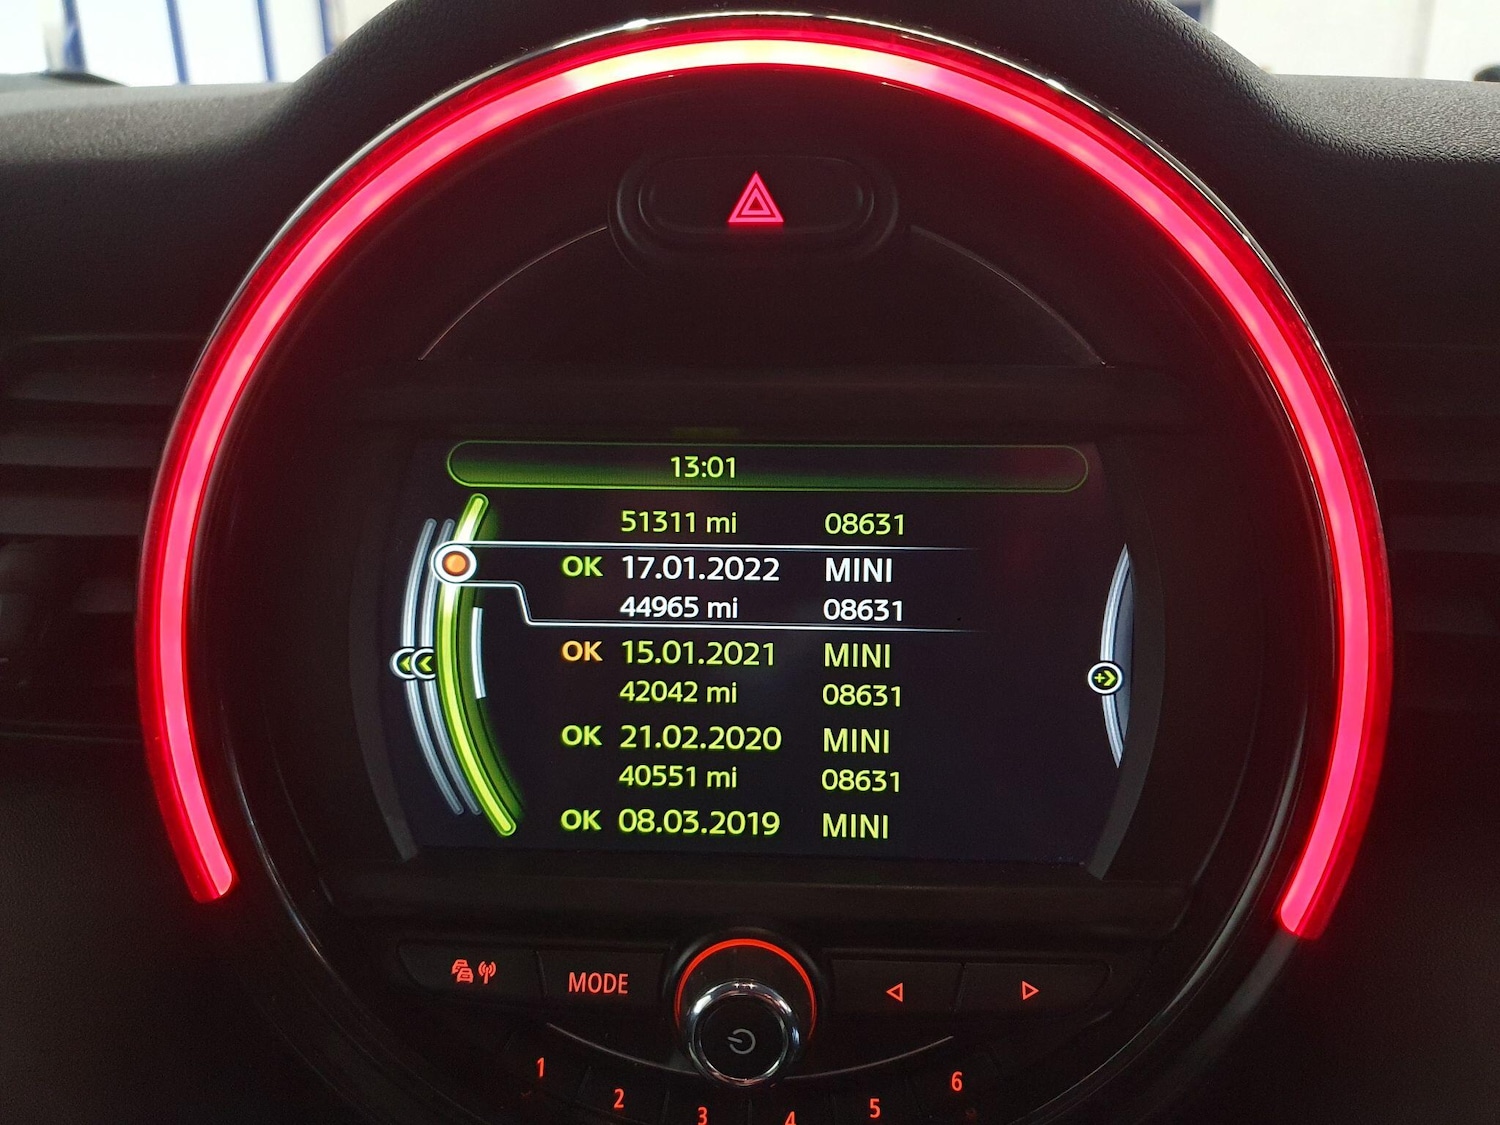 13:01
51311 mi 08631
OK 17.01.2022 MINI
44965 mi 08631
OK 15.01.2021 MINI
42042 mi 08631
OK 21.02.2020 MINI
40551 mi 08631
OK 08.03.2019 MINI
MODE
1 2 3 4 5 6